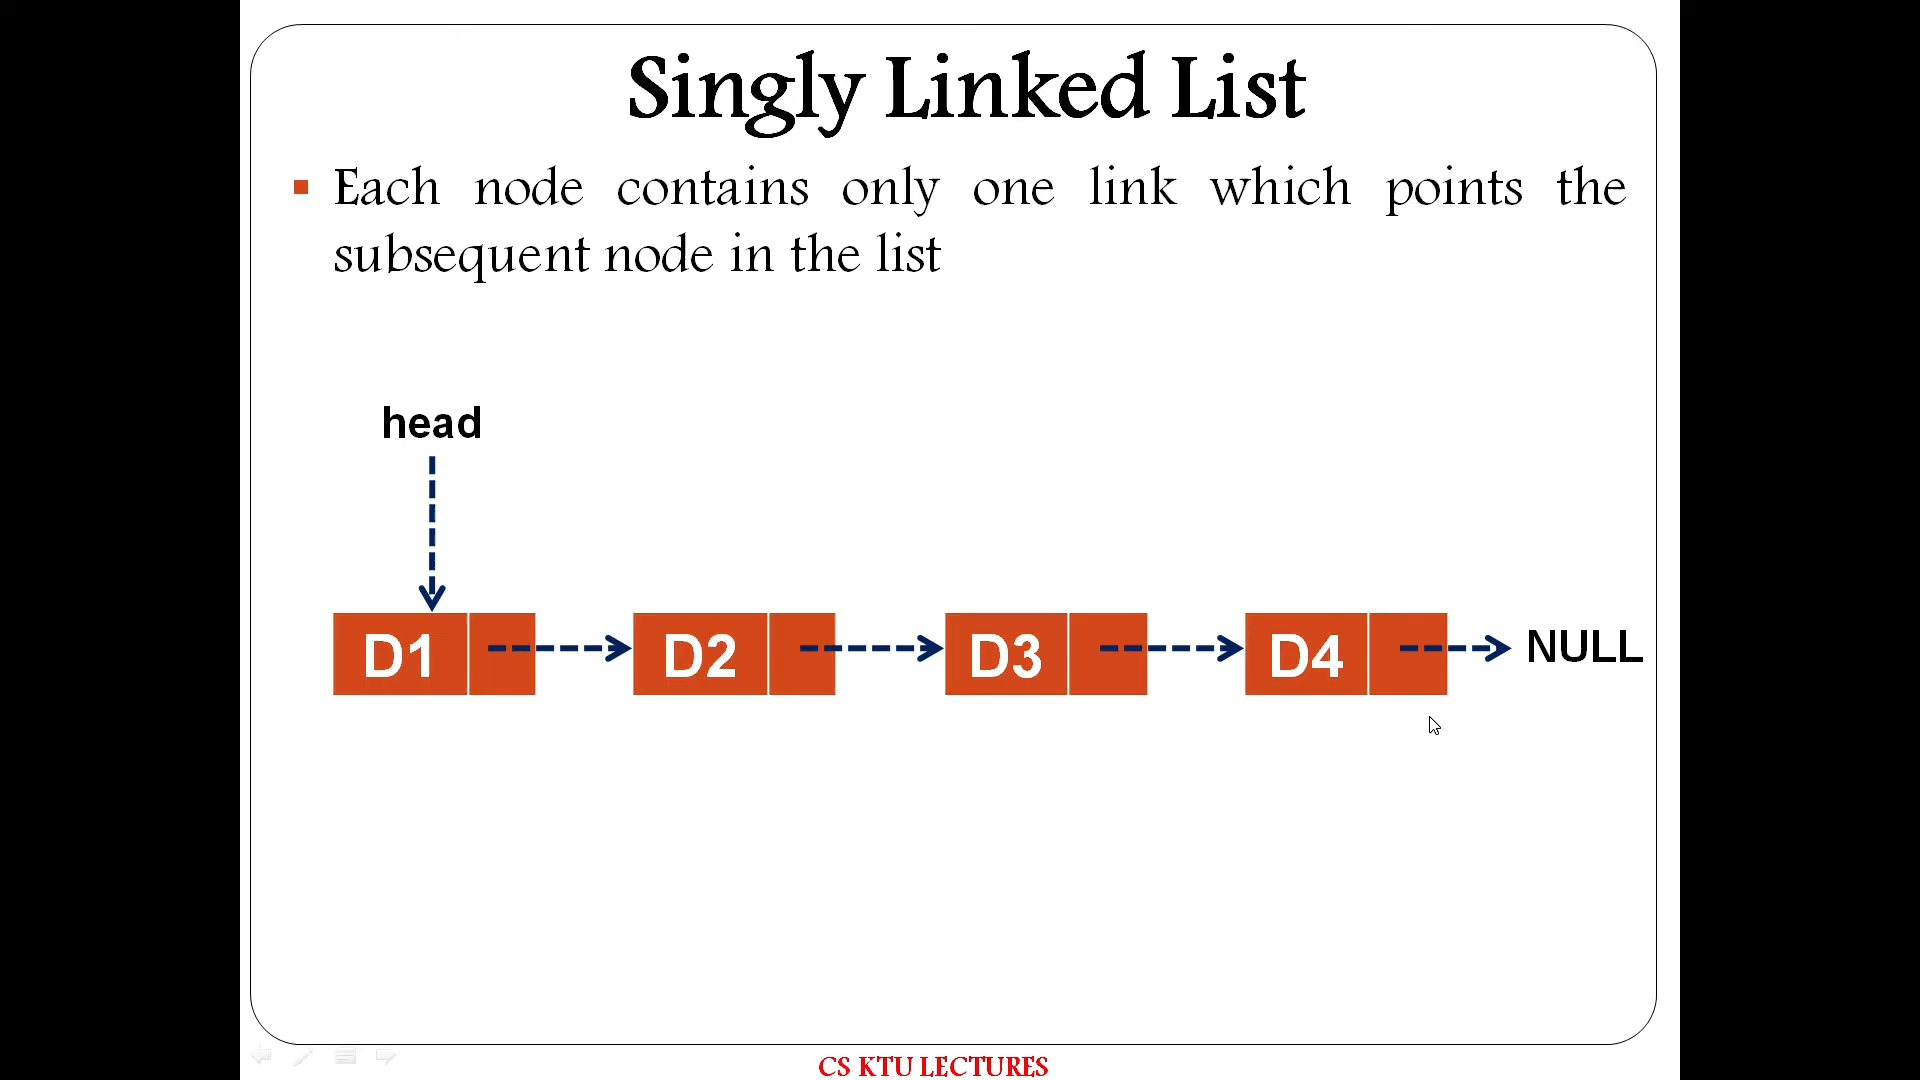 Singly Linked List
Each node contains only one link which points the
subsequent node in the list
head
D1 D2 D3 D4 NULL
CS KTU LECTURES